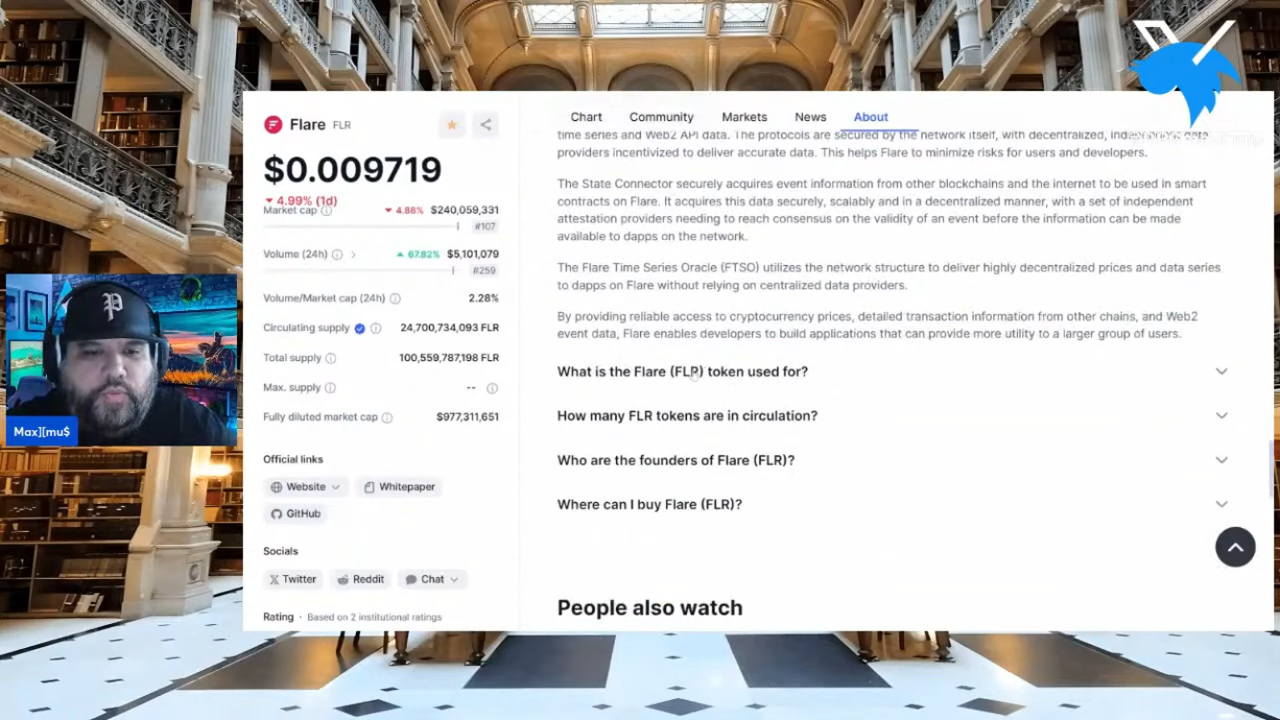 Flare FLR
$0.009719
4.99% (1d)
Market cap 4.88% $240,059,331
#107
Volume (24h) 67.82% $5,101,079
#259
Volume/Market cap (24h) 2.28%
Circulating supply 24,700,734,093 FLR
Total supply 100,559,787,198 FLR
Max. supply --
Fully diluted market cap $977,311,651
Official links
Website
Whitepaper
GitHub
Socials
Twitter
Reddit
Chat
Rating · Based on 2 institutional ratings
Chart Community Markets News About
time series and Web2 API data. The protocols are secured by the network itself, with decentralized,
providers incentivized to deliver accurate data. This helps Flare to minimize risks for users and developers.
The State Connector securely acquires event information from other blockchains and the internet to be used in smart
contracts on Flare. It acquires this data securely, scalably and in a decentralized manner, with a set of independent
attestation providers needing to reach consensus on the validity of an event before the information can be made
available to dapps on the network.
The Flare Time Series Oracle (FTSO) utilizes the network structure to deliver highly decentralized prices and data series
to dapps on Flare without relying on centralized data providers.
By providing reliable access to cryptocurrency prices, detailed transaction information from other chains, and Web2
event data, Flare enables developers to build applications that can provide more utility to a larger group of users.
What is the Flare (FLR) token used for?
How many FLR tokens are in circulation?
Who are the founders of Flare (FLR)?
Where can I buy Flare (FLR)?
People also watch
Max][mu$
P